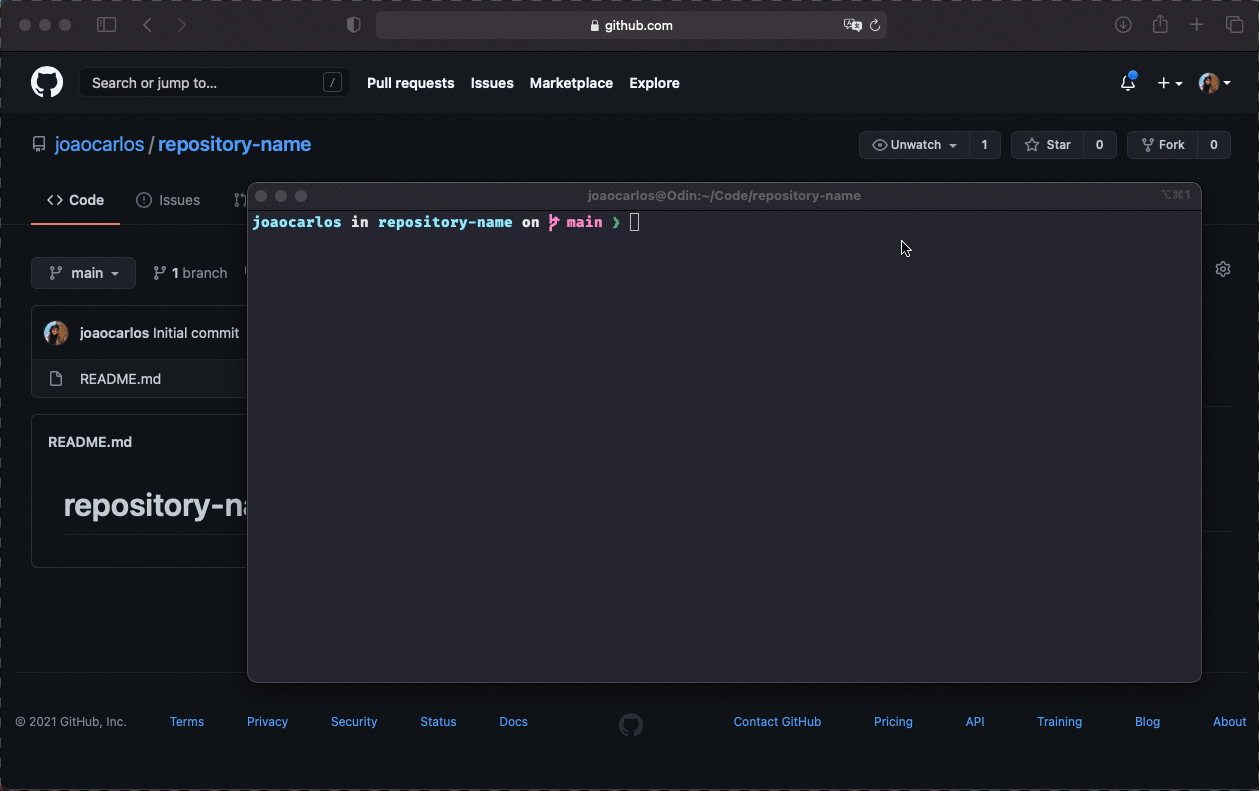 github.com
Search or jump to... /
Pull requests Issues Marketplace Explore
joaocarlos / repository-name
Unwatch 1 Star 0 Fork 0
Code Issues
joaocarlos@Odin:~/Code/repository-name ⌥⌘1
joaocarlos in repository-name on main ❯
main 1 branch
joaocarlos Initial commit
README.md
README.md
repository-na
© 2021 GitHub, Inc. Terms Privacy Security Status Docs Contact GitHub Pricing API Training Blog About